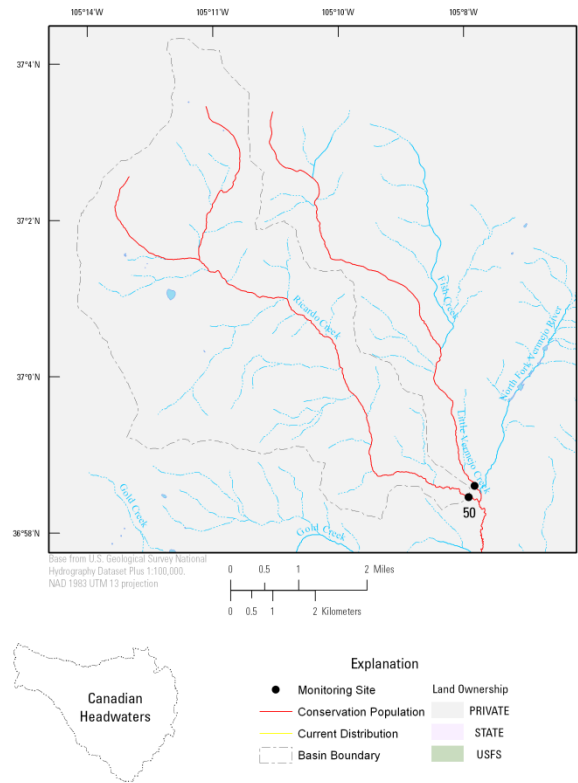 105°14'W 105°11'W 105°10'W 105°8'W
37°4'
37°2'
37°0'
36°58'
Ricardo Creek
Fish Creek
North Fork Vermejo River
Little Vermejo Creek
Gold Creek
Gold Creek
50
Base from U.S. Geological Survey National
Hydrography Dataset Plus 1:100,000.
NAD 1983 UTM 13 projection
0 0.5 1 2 Miles
0 0.5 1 2 Kilometers
Canadian
Headwaters
Explanation
Monitoring Site
Conservation Population
Current Distribution
Basin Boundary
Land Ownership
PRIVATE
STATE
USFS